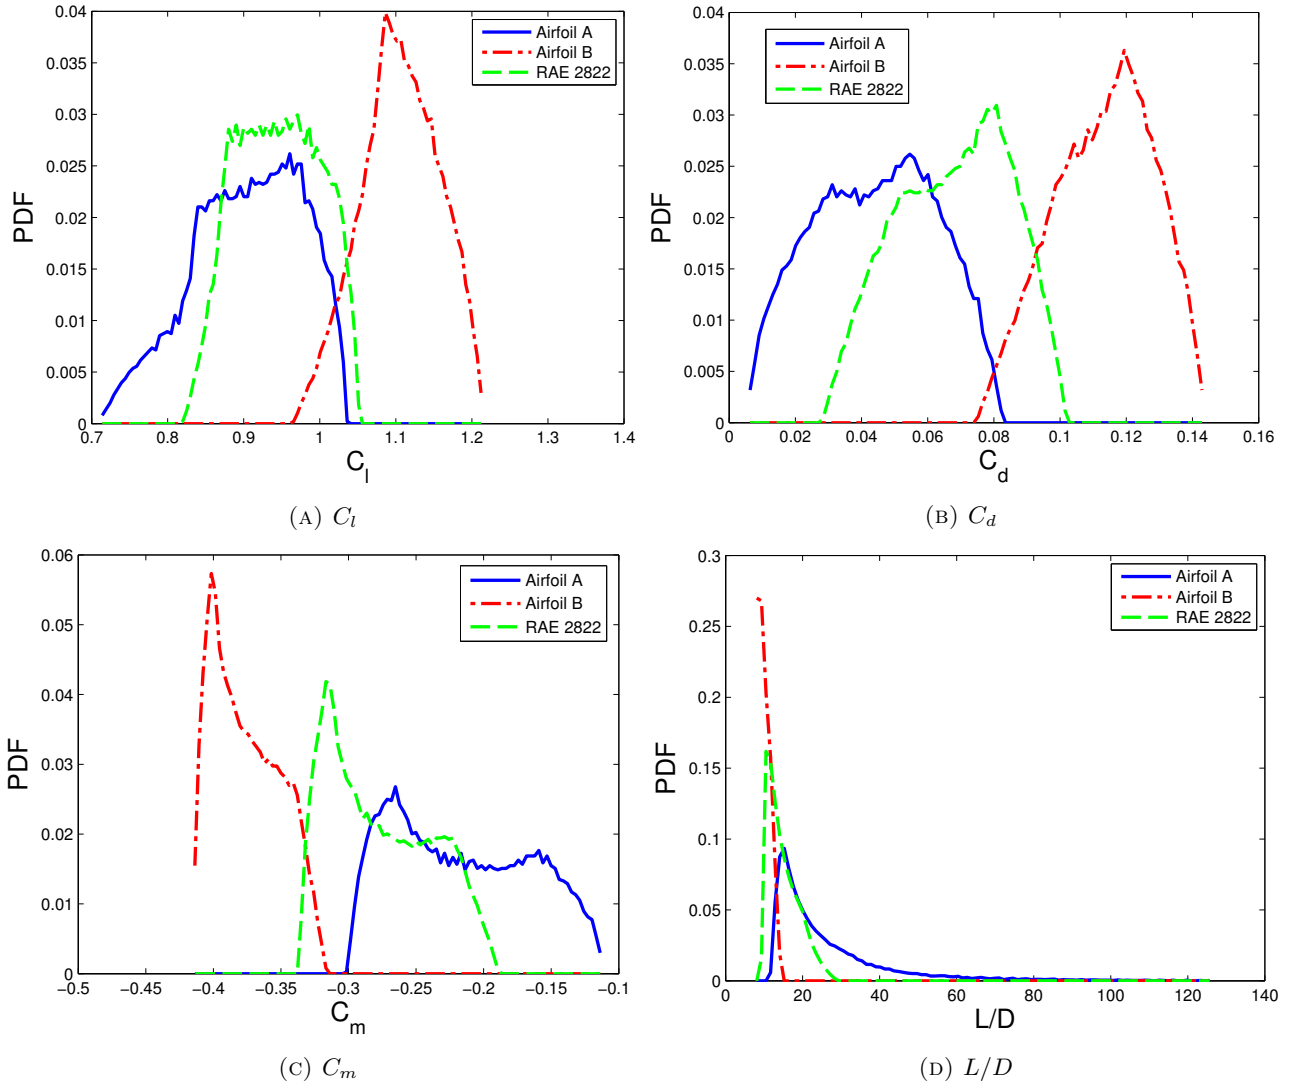 0.04
0.035
0.03
0.025
0.02
0.015
0.01
0.005
0
PDF
0.7 0.8 0.9 1 1.1 1.2 1.3 1.4
C_l
Airfoil A
Airfoil B
RAE 2822
(A) C_l
0.04
0.035
0.03
0.025
0.02
0.015
0.01
0.005
0
PDF
0 0.02 0.04 0.06 0.08 0.1 0.12 0.14 0.16
C_d
Airfoil A
Airfoil B
RAE 2822
(B) C_d
0.06
0.05
0.04
0.03
0.02
0.01
0
PDF
−0.5 −0.45 −0.4 −0.35 −0.3 −0.25 −0.2 −0.15 −0.1
C_m
Airfoil A
Airfoil B
RAE 2822
(C) C_m
0.3
0.25
0.2
0.15
0.1
0.05
0
PDF
0 20 40 60 80 100 120 140
L/D
Airfoil A
Airfoil B
RAE 2822
(D) L/D